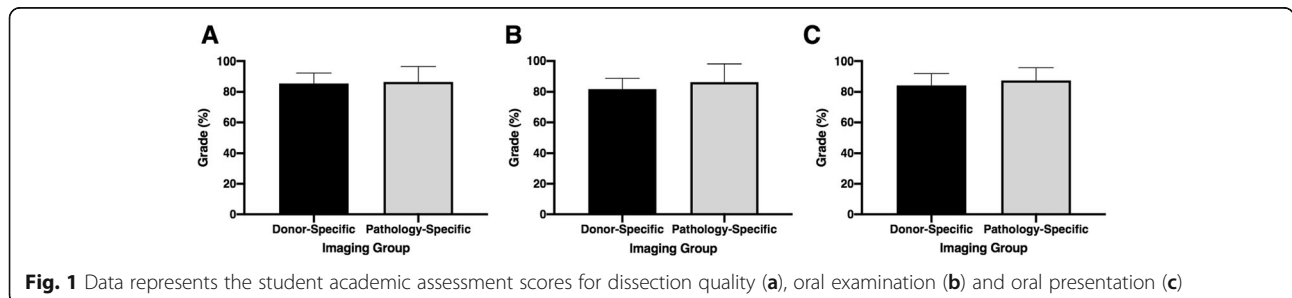 A
B
C
100
80
60
40
20
0
Grade (%)
Donor-Specific Pathology-Specific
Imaging Group
100
80
60
40
20
0
Grade (%)
Donor-Specific Pathology-Specific
Imaging Group
100
80
60
40
20
0
Grade (%)
Donor-Specific Pathology-Specific
Imaging Group
Fig. 1 Data represents the student academic assessment scores for dissection quality (a), oral examination (b) and oral presentation (c)